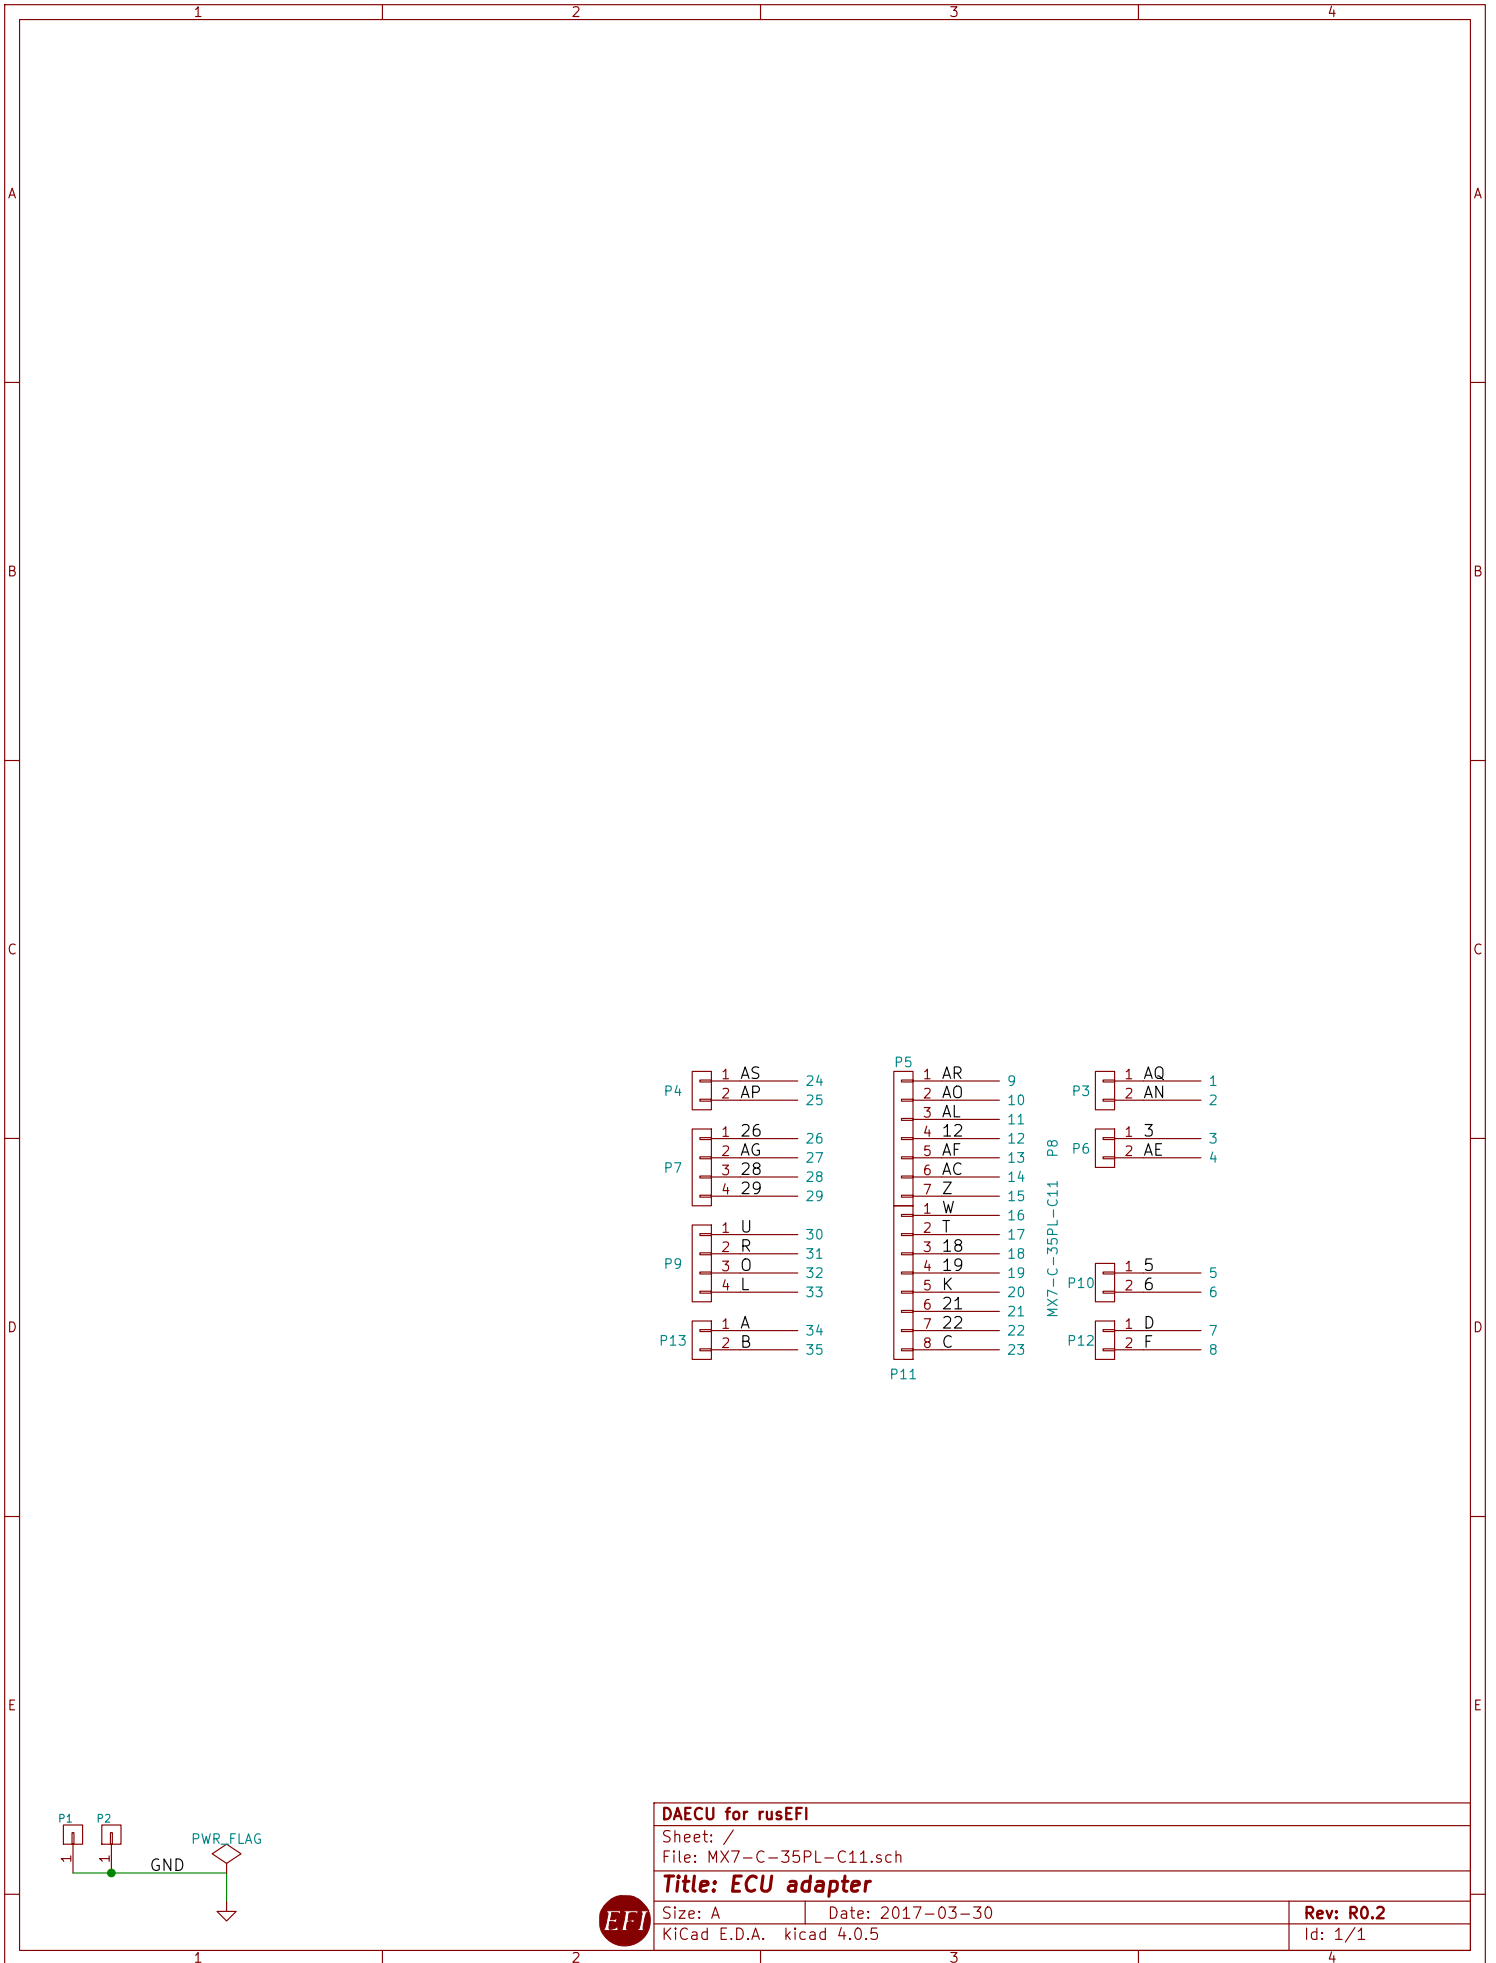 1 2 3 4
A A
B B
C C
D D
E E
P4
1 AS 24
2 AP 25
P7
1 26 26
2 AG 27
3 28 28
4 29 29
P9
1 U 30
2 R 31
3 O 32
4 L 33
P13
1 A 34
2 B 35
P5
1 AR 9
2 AO 10
3 AL 11
4 12 12
5 AF 13
6 AC 14
7 Z 15
1 W 16
2 T 17
3 18 18
4 19 19
5 K 20
6 21 21
7 22 22
8 C 23
P11
MX7-C-35PL-C11 P8
P3
1 AQ 1
2 AN 2
P6
1 3 3
2 AE 4
P10
1 5 5
2 6 6
P12
1 D 7
2 F 8
P1 P2
1 1
GND
PWR_FLAG
EFI
DAECU for rusEFI
Sheet: /
File: MX7-C-35PL-C11.sch
Title: ECU adapter
Size: A Date: 2017-03-30 Rev: R0.2
KiCad E.D.A. kicad 4.0.5 Id: 1/1
1 2 3 4